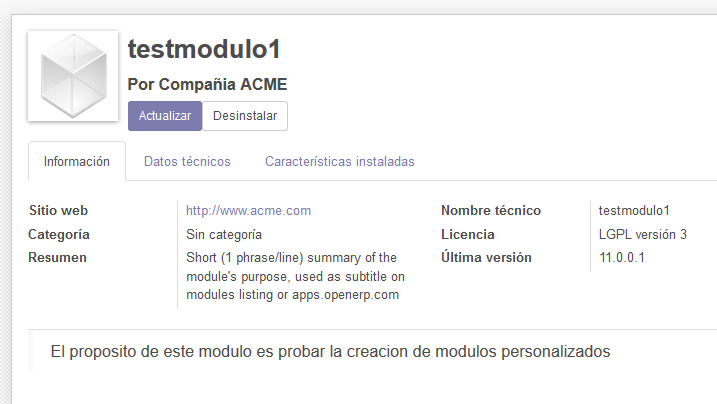 testmodulo1
Por Compañia ACME
Actualizar Desinstalar
Información Datos técnicos Características instaladas
Sitio web http://www.acme.com Nombre técnico testmodulo1
Categoría Sin categoría Licencia LGPL versión 3
Resumen Short (1 phrase/line) summary of the Última versión 11.0.0.1
module's purpose, used as subtitle on
modules listing or apps.openerp.com
El proposito de este modulo es probar la creacion de modulos personalizados